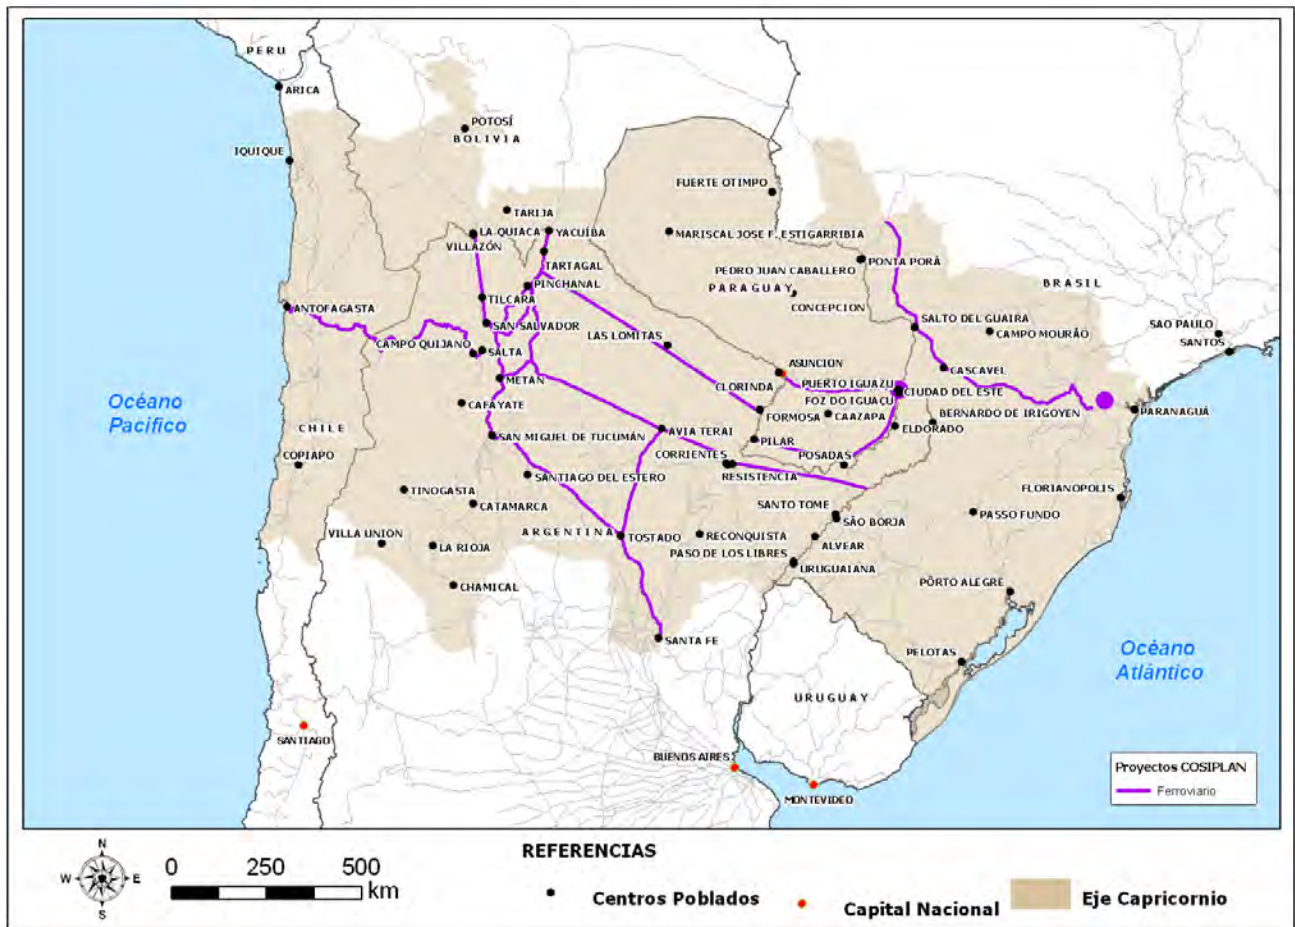 PERU
ARICA
POTOSÍ
BOLIVIA
IQUIQUE
FUERTE OTIMPO
TARIJA
LA QUIACA
YACUÍBA
VILLAZÓN
MARISCAL JOSE F. ESTIGARRIBIA
TARTAGAL
PEDRO JUAN CABALLERO
PONTA PORÃ
PINCHANAL
PARAGUAY
BRASIL
ANTOFAGASTA
TILCARA
CONCEPCION
SAN SALVADOR
SALTO DEL GUAIRA
SAO PAULO
CAMPO MOURÃO
CAMPO QUIJANO
LAS LOMITAS
SANTOS
SALTA
ASUNCION
CASCAVEL
METAN
CLORINDA
PUERTO IGUAZU
CIUDAD DEL ESTE
FOZ DO IGUAÇU
Océano
Pacífico
CAFAYATE
FORMOSA
CAAZAPA
BERNARDO DE IRIGOYEN
PARANAGUÁ
CHILE
ELDORADO
SAN MIGUEL DE TUCUMÁN
AVIA TERAI
PILAR
COPIAPO
CORRIENTES
POSADAS
SANTIAGO DEL ESTERO
RESISTENCIA
TINOGASTA
FLORIANOPOLIS
CATAMARCA
SANTO TOME
PASSO FUNDO
SÃO BORJA
VILLA UNION
ARGENTINA
TOSTADO
RECONQUISTA
ALVEAR
LA RIOJA
PASO DE LOS LIBRES
URUGUAIANA
CHAMICAL
PÔRTO ALEGRE
SANTA FE
PELOTAS
Océano
Atlántico
URUGUAY
SANTIAGO
BUENOS AIRES
MONTEVIDEO
Proyectos COSIPLAN
Ferroviario
REFERENCIAS
N
W E
S
0 250 500
km
Centros Poblados
Capital Nacional
Eje Capricornio